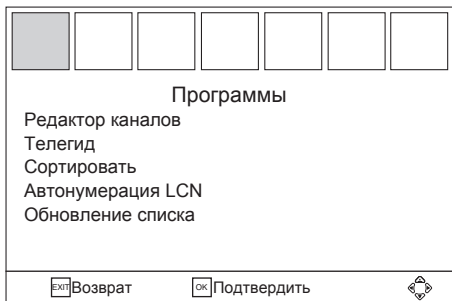 Программы
Редактор каналов
Телегид
Сортировать
Автонумерация LCN
Обновление списка
EXIT Возврат OK Подтвердить